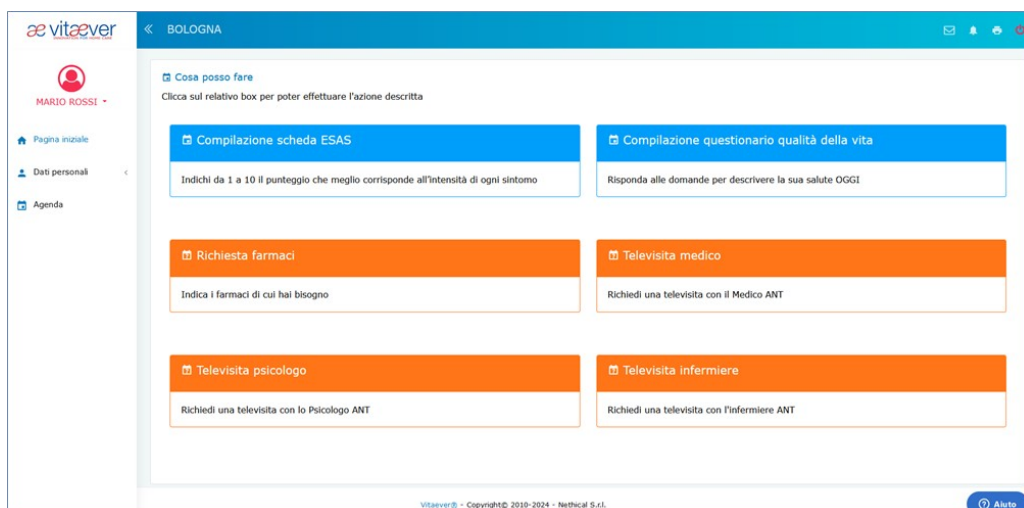 æ vitæver
BOLOGNA
MARIO ROSSI
Pagina iniziale
Dati personali
Agenda
Cosa posso fare
Clicca sul relativo box per poter effettuare l'azione descritta
Compilazione scheda ESAS
Indichi da 1 a 10 il punteggio che meglio corrisponde all'intensità di ogni sintomo
Compilazione questionario qualità della vita
Risponda alle domande per descrivere la sua salute OGGI
Richiesta farmaci
Indica i farmaci di cui hai bisogno
Televisita medico
Richiedi una televisita con il Medico ANT
Televisita psicologo
Richiedi una televisita con lo Psicologo ANT
Televisita infermiere
Richiedi una televisita con l'infermiere ANT
Vitaever® - Copyright© 2010-2024 - Nethical S.r.l.
Aiuto